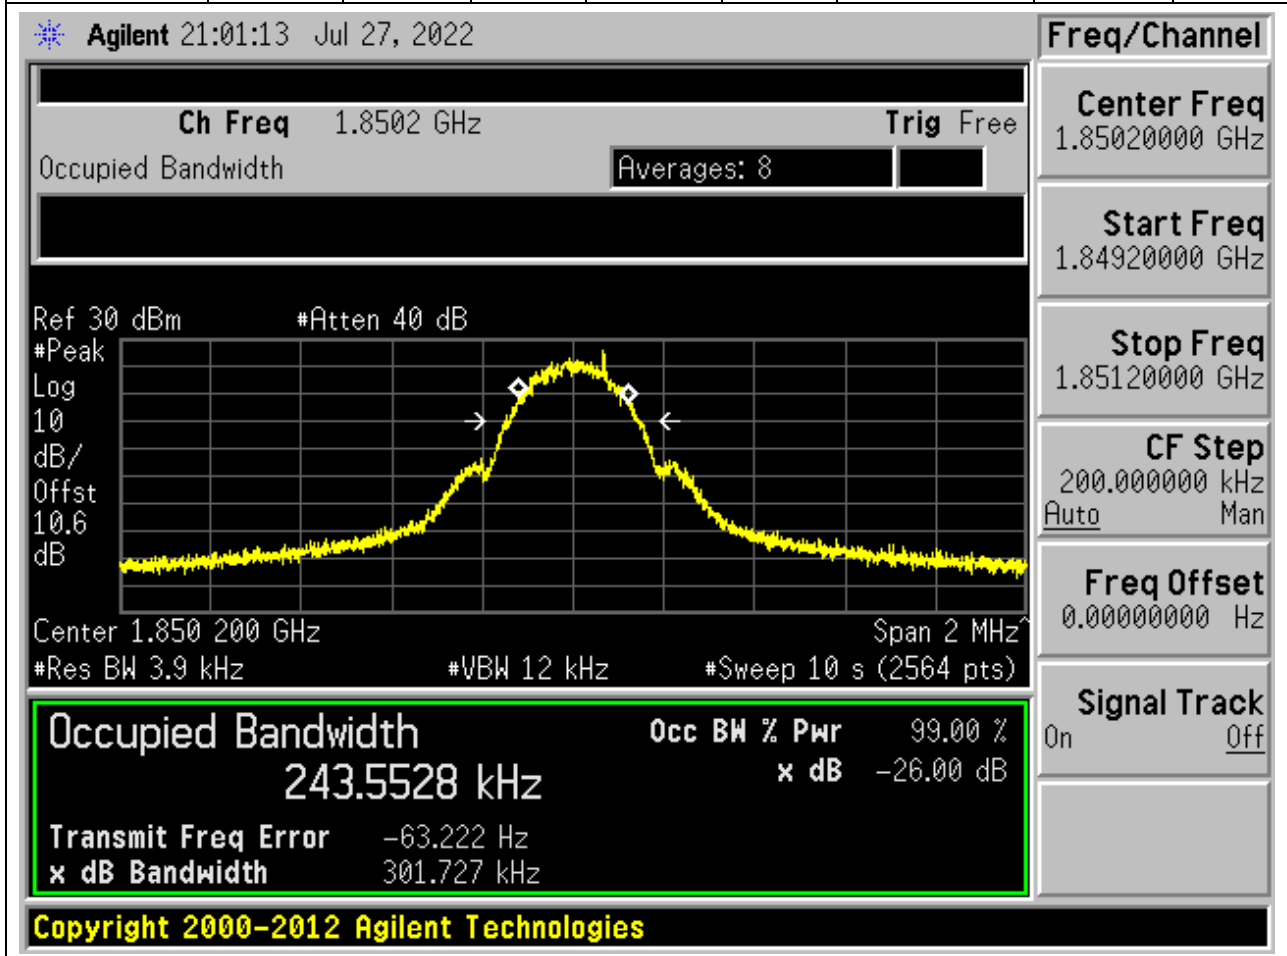 Agilent 21:01:13 Jul 27, 2022
Freq/Channel
Ch Freq 1.8502 GHz Trig Free
Occupied Bandwidth Averages: 8
Center Freq
1.85020000 GHz
Start Freq
1.84920000 GHz
Stop Freq
1.85120000 GHz
CF Step
200.000000 kHz
Auto Man
Freq Offset
0.00000000 Hz
Signal Track
On Off
Ref 30 dBm #Atten 40 dB
#Peak
Log
10
dB/
Offst
10.6
dB
Center 1.850 200 GHz Span 2 MHz^
#Res BW 3.9 kHz #VBW 12 kHz #Sweep 10 s (2564 pts)
Occupied Bandwidth Occ BW % Pwr 99.00 %
243.5528 kHz x dB -26.00 dB
Transmit Freq Error -63.222 Hz
x dB Bandwidth 301.727 kHz
Copyright 2000-2012 Agilent Technologies